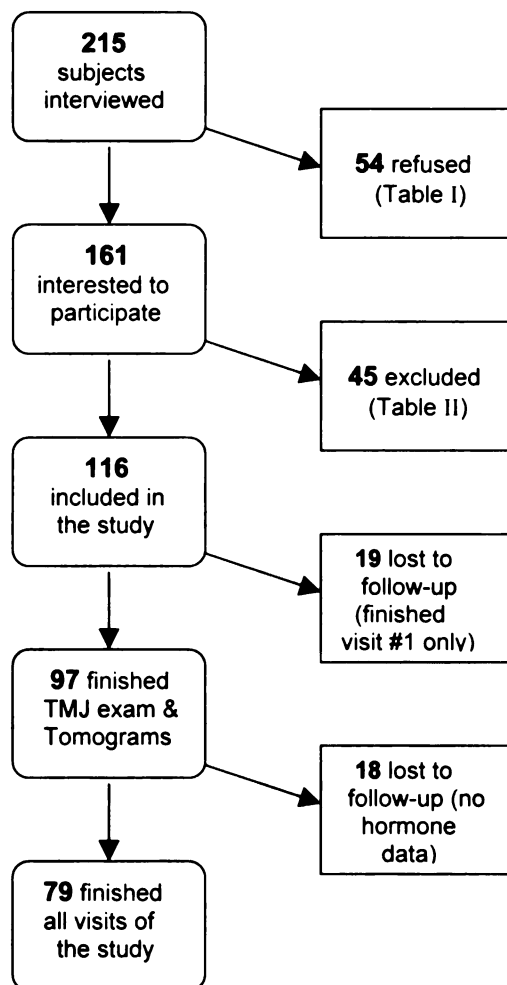 215
subjects
interviewed
54 refused
(Table I)
161
interested to
participate
45 excluded
(Table II)
116
included in
the study
19 lost to
follow-up
(finished
visit #1 only)
97 finished
TMJ exam &
Tomograms
18 lost to
follow-up (no
hormone
data)
79 finished
all visits of
the study